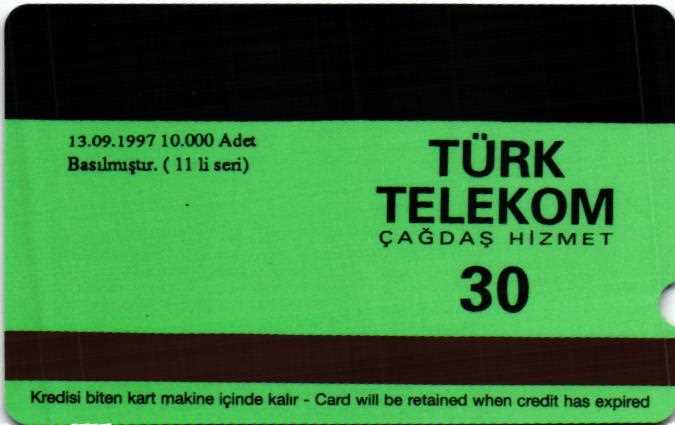 13.09.1997 10.000 Adet
Basılmıştır. ( 11 li seri)
TÜRK
TELEKOM
ÇAĞDAŞ HİZMET
30
Kredisi biten kart makine içinde kalır - Card will be retained when credit has expired